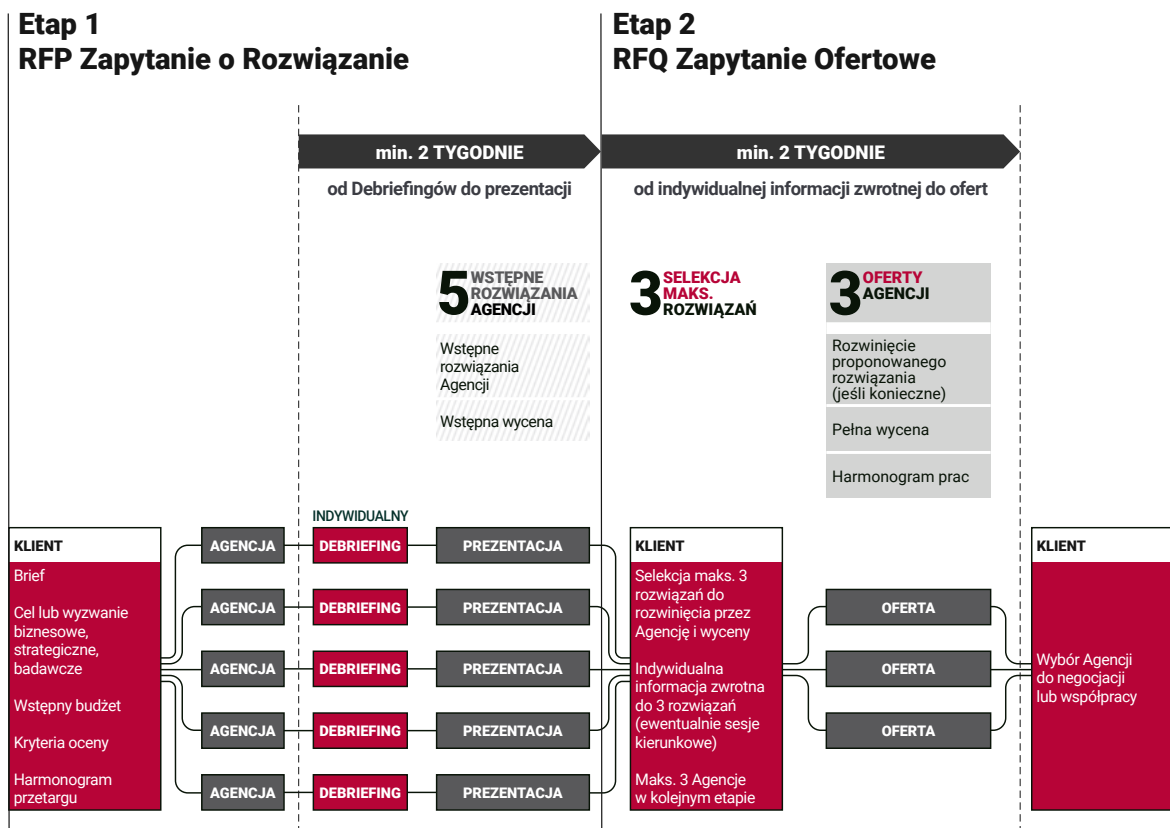 Etap 1
RFP Zapytanie o Rozwiązanie
Etap 2
RFQ Zapytanie Ofertowe
min. 2 TYGODNIE
od Debriefingów do prezentacji
min. 2 TYGODNIE
od indywidualnej informacji zwrotnej do ofert
5 WSTĘPNE
ROZWIĄZANIA
AGENCJI
Wstępne
rozwiązania
Agencji
Wstępna wycena
3 SELEKCJA
MAKS.
ROZWIĄZAŃ
3 OFERTY
AGENCJI
Rozwinięcie
proponowanego
rozwiązania
(jeśli konieczne)
Pełna wycena
Harmonogram prac
KLIENT
Brief
Cel lub wyzwanie
biznesowe,
strategiczne,
badawcze
Wstępny budżet
Kryteria oceny
Harmonogram
przetargu
INDYWIDUALNY
AGENCJA DEBRIEFING PREZENTACJA
AGENCJA DEBRIEFING PREZENTACJA
AGENCJA DEBRIEFING PREZENTACJA
AGENCJA DEBRIEFING PREZENTACJA
AGENCJA DEBRIEFING PREZENTACJA
KLIENT
Selekcja maks. 3
rozwiązań do
rozwinięcia przez
Agencję i wyceny
Indywidualna
informacja zwrotna
do 3 rozwiązań
(ewentualnie sesje
kierunkowe)
Maks. 3 Agencje
w kolejnym etapie
OFERTA
OFERTA
OFERTA
KLIENT
Wybór Agencji
do negocjacji
lub współpracy